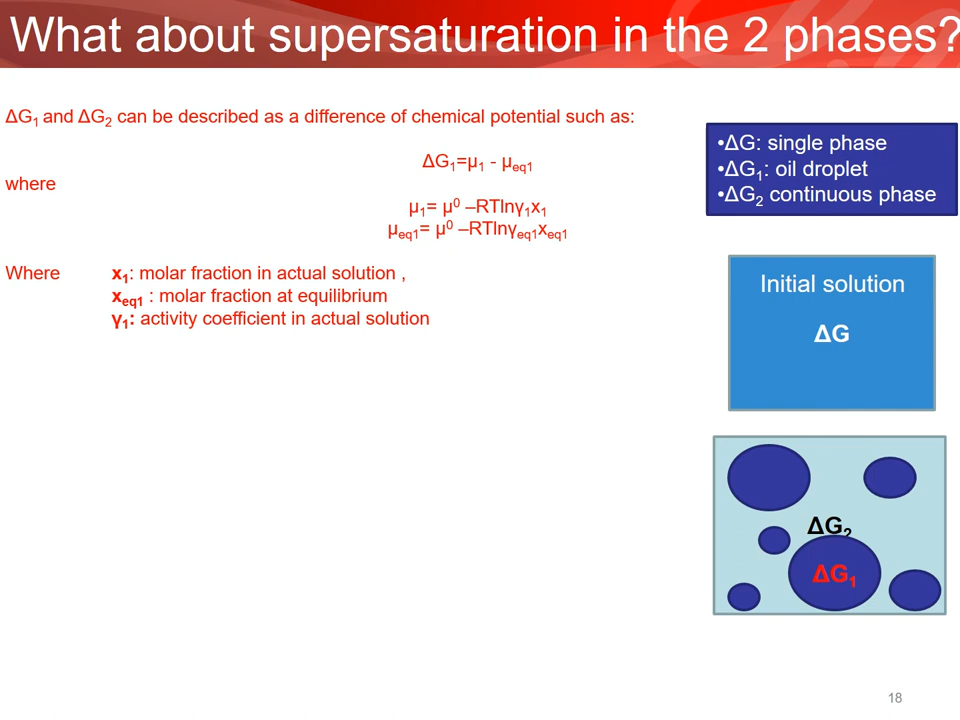 What about supersaturation in the 2 phases?
ΔG₁ and ΔG₂ can be described as a difference of chemical potential such as:
ΔG₁=μ₁ - μeq1
where
μ₁= μ⁰ –RTlnγ₁x₁
μeq1= μ⁰ –RTlnγeq1xeq1
Where x₁: molar fraction in actual solution ,
xeq1 : molar fraction at equilibrium
γ₁: activity coefficient in actual solution
•ΔG: single phase
•ΔG₁: oil droplet
•ΔG₂ continuous phase
Initial solution
ΔG
ΔG₂
ΔG₁
18